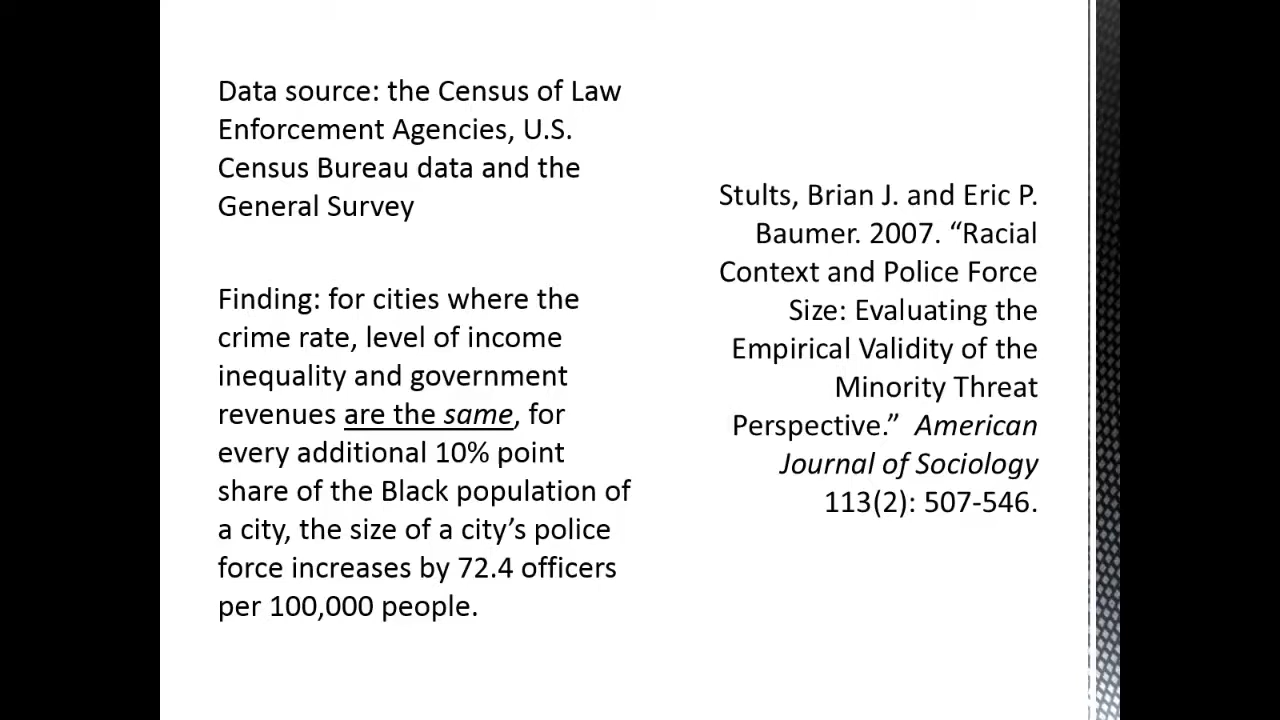 Data source: the Census of Law
Enforcement Agencies, U.S.
Census Bureau data and the
General Survey
Finding: for cities where the
crime rate, level of income
inequality and government
revenues are the same, for
every additional 10% point
share of the Black population of
a city, the size of a city’s police
force increases by 72.4 officers
per 100,000 people.
Stults, Brian J. and Eric P.
Baumer. 2007. “Racial
Context and Police Force
Size: Evaluating the
Empirical Validity of the
Minority Threat
Perspective.” American
Journal of Sociology
113(2): 507-546.